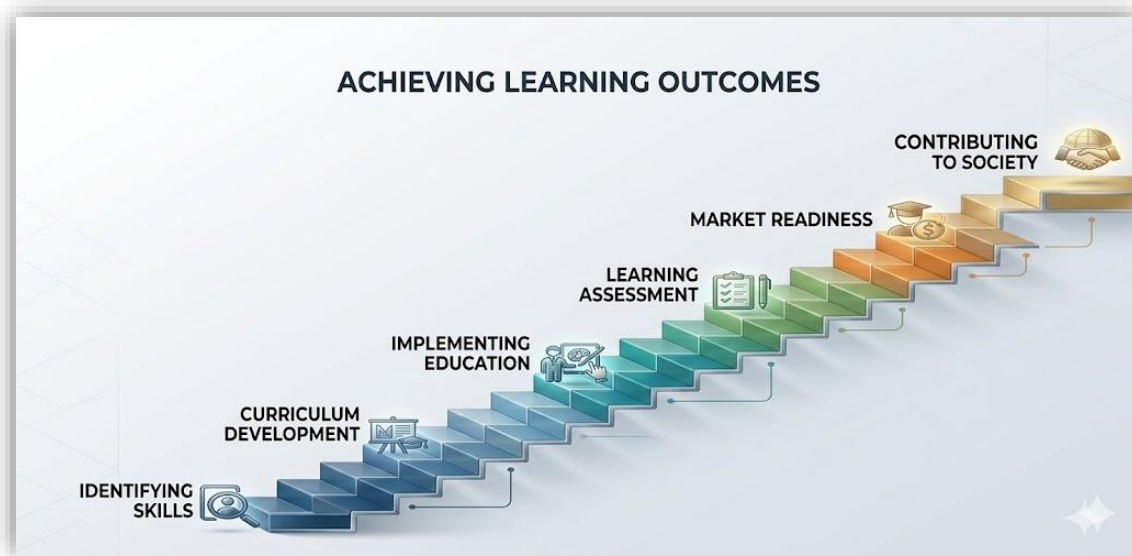 ACHIEVING LEARNING OUTCOMES
CONTRIBUTING
TO SOCIETY
MARKET READINESS
$
LEARNING
ASSESSMENT
IMPLEMENTING
EDUCATION
CURRICULUM
DEVELOPMENT
IDENTIFYING
SKILLS